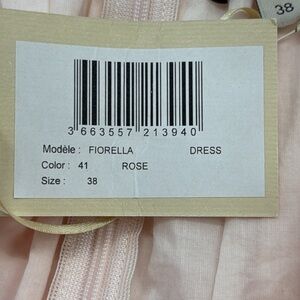 38
3 663557 213940
Modèle : FIORELLA DRESS
Color : 41 ROSE
Size : 38